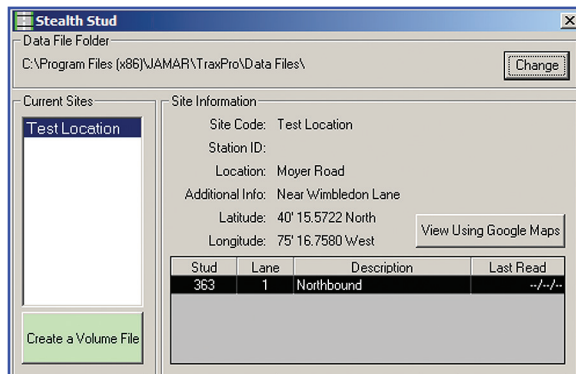 Stealth Stud
Data File Folder
C:\Program Files (x86)\JAMAR\TraxPro\Data Files\
Change
Current Sites
Test Location
Create a Volume File
Site Information
Site Code: Test Location
Station ID:
Location: Moyer Road
Additional Info: Near Wimbledon Lane
Latitude: 40' 15.5722 North
Longitude: 75' 16.7580 West
View Using Google Maps
Stud Lane Description Last Read
363 1 Northbound --/--/--